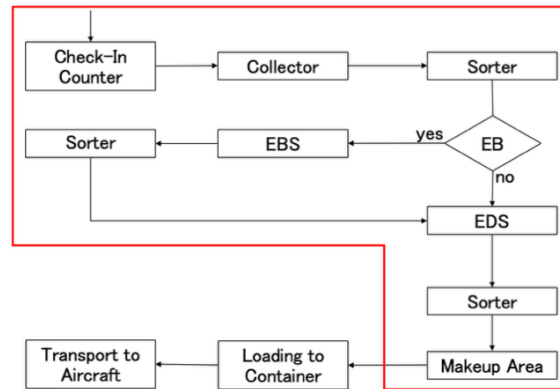 Check-In
Counter
Collector
Sorter
Sorter
EBS
yes
EB
no
EDS
Sorter
Transport to
Aircraft
Loading to
Container
Makeup Area